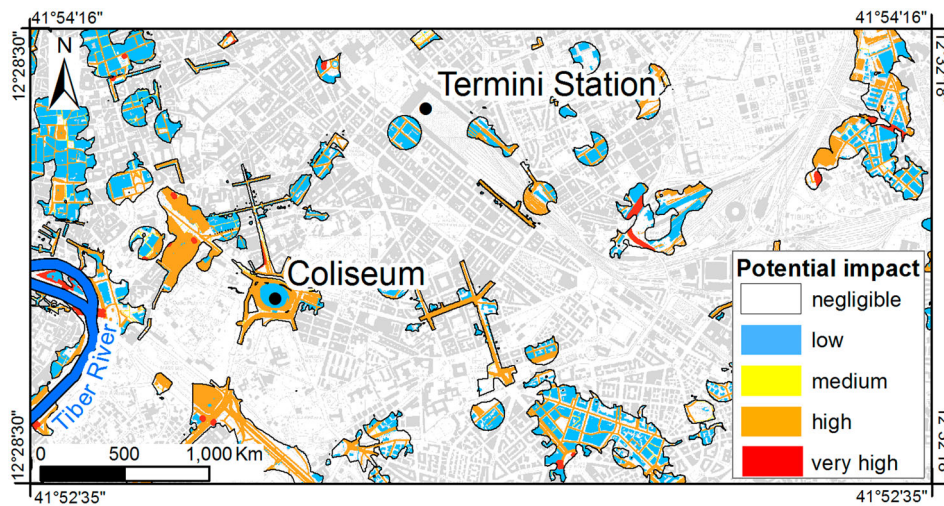 41°54'16"
41°54'16"
12°28'30"
N
Termini Station
Coliseum
Tiber River
Potential impact
negligible
low
medium
high
very high
12°28'30"
0 500 1,000 Km
41°52'35"
41°52'35"